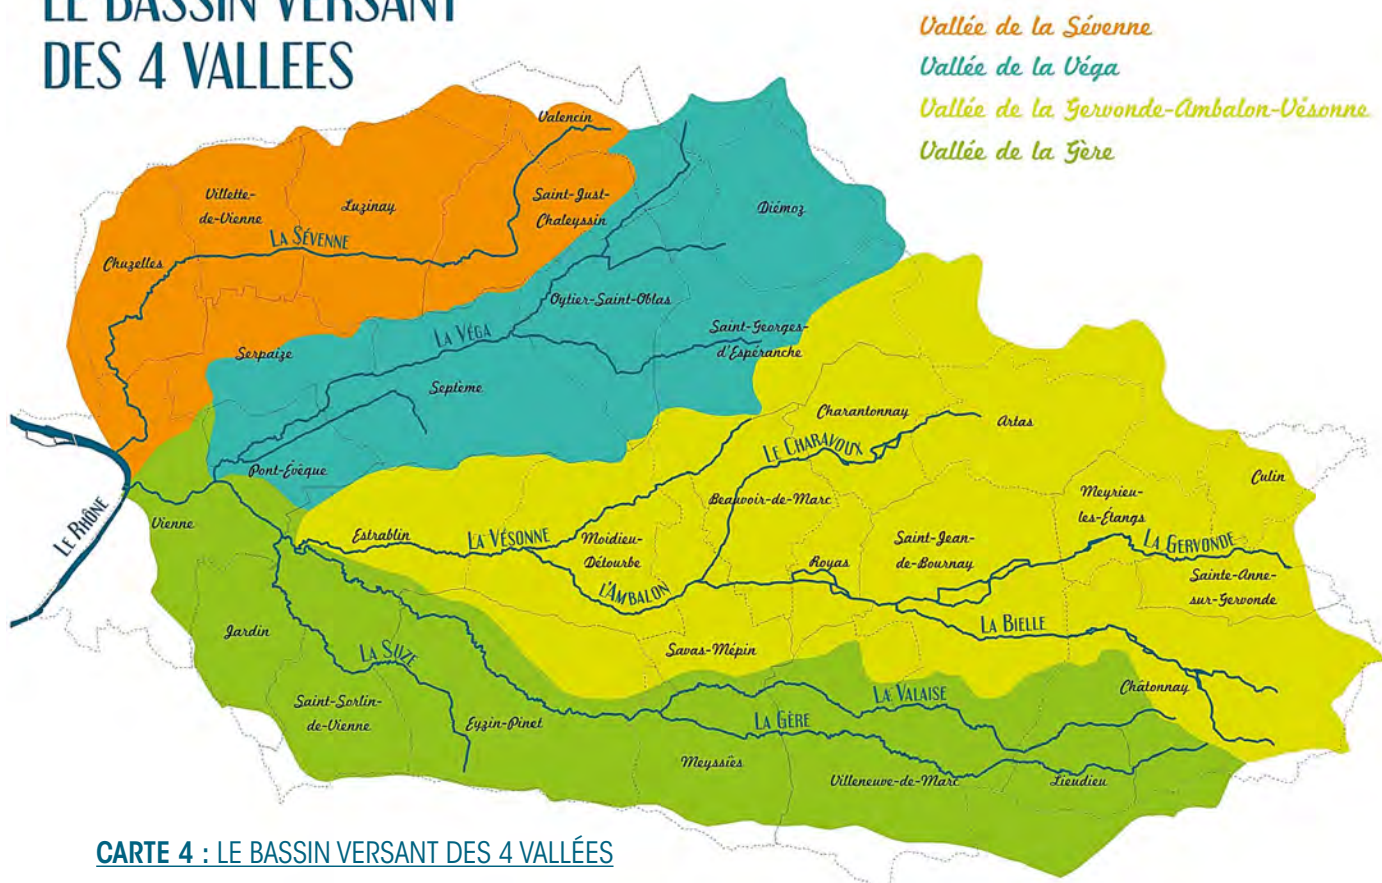 LE BASSIN VERSANT
DES 4 VALLEES
Vallée de la Sévenne
Vallée de la Véga
Vallée de la Gervonde-Ambalon-Vésonne
Vallée de la Gère
Valencin
Villette-
de-Vienne
Luzinay
Saint-Just-
Chaleyssin
Diémoz
LA SÉVENNE
Chuzelles
Oytier-Saint-Oblas
LA VÉGA
Saint-Georges-
d'Espéranche
Serpaize
Septème
Charantonnay
Artas
LE CHARAVOUX
Pont-Evêque
Culin
Beauvoir-de-Marc
Meyrieu-
les-Étangs
LE RHÔNE
Vienne
Estrablin
LA VÉSONNE
Moidieu-
Détourbe
Saint-Jean-
de-Bournay
LA GERVONDE
Royas
L'AMBALON
Sainte-Anne-
sur-Gervonde
LA BIELLE
Jardin
LA SUZE
Savas-Mépin
Châtonnay
LA VALAISE
Saint-Sorlin-
de-Vienne
Eyzin-Pinet
LA GÈRE
Meyssiès
Villeneuve-de-Marc
Lieudieu
CARTE 4 : LE BASSIN VERSANT DES 4 VALLÉES